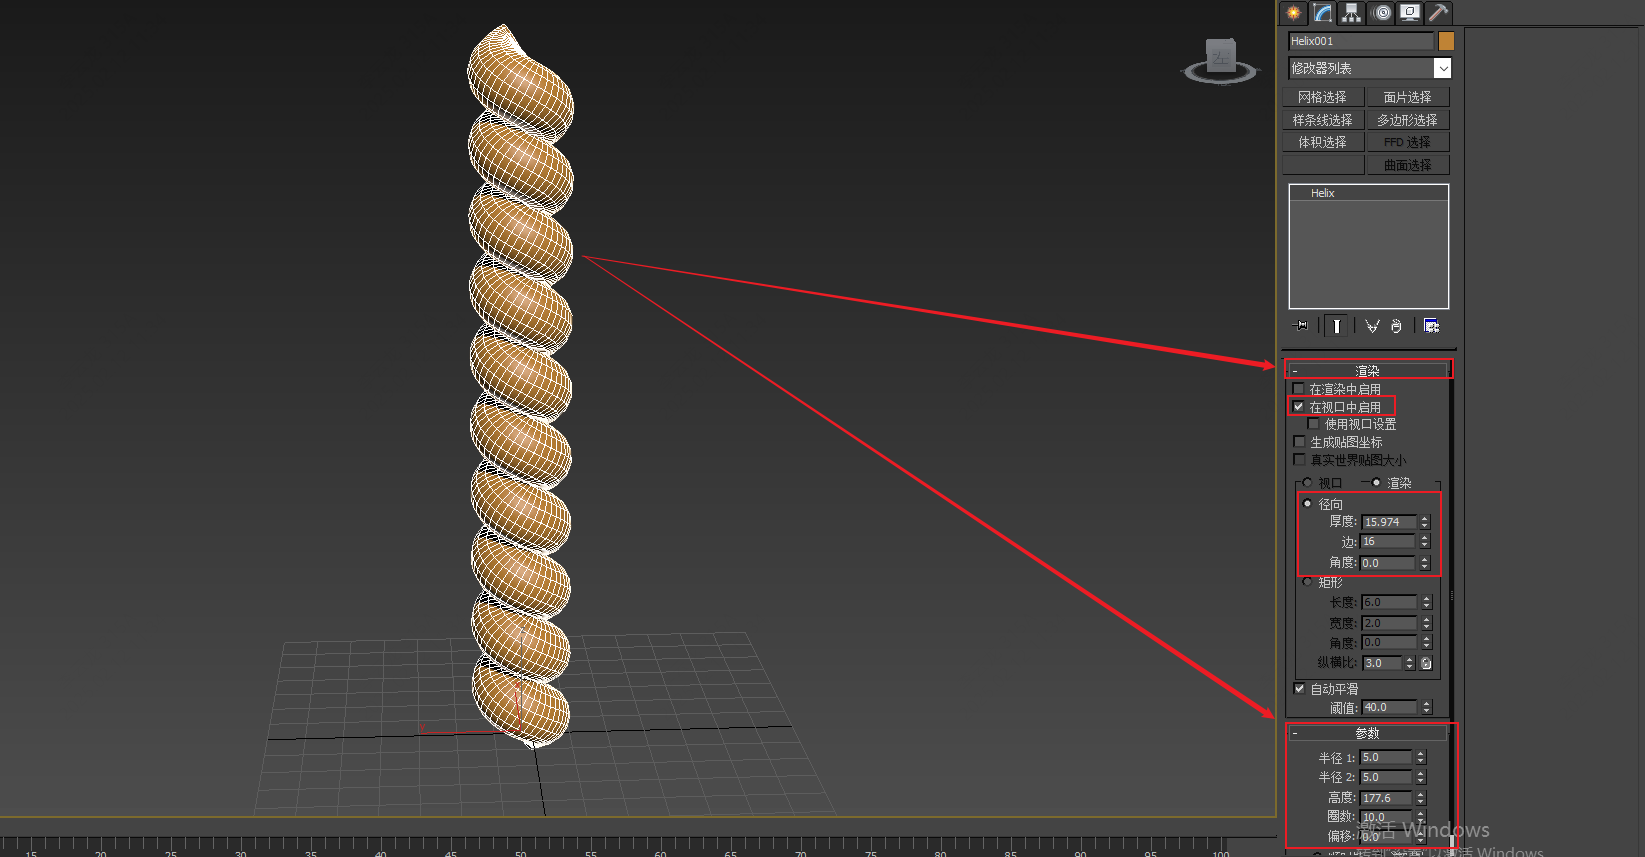 Helix001
修改器列表
网格选择 面片选择
样条线选择 多边形选择
体积选择 FFD 选择
曲面选择
Helix
左
- 渲染
在渲染中启用
在视口中启用
使用视口设置
生成贴图坐标
真实世界贴图大小
视口 渲染
径向
厚度: 15.974
边: 16
角度: 0.0
矩形
长度: 6.0
宽度: 2.0
角度: 0.0
纵横比: 3.0
自动平滑
阈值: 40.0
- 参数
半径 1: 5.0
半径 2: 5.0
高度: 177.6
圈数: 10.0
偏移: 0.0
激活 Windows
15 20 25 30 35 40 45 50 55 60 65 70 75 80 85 90 95 100